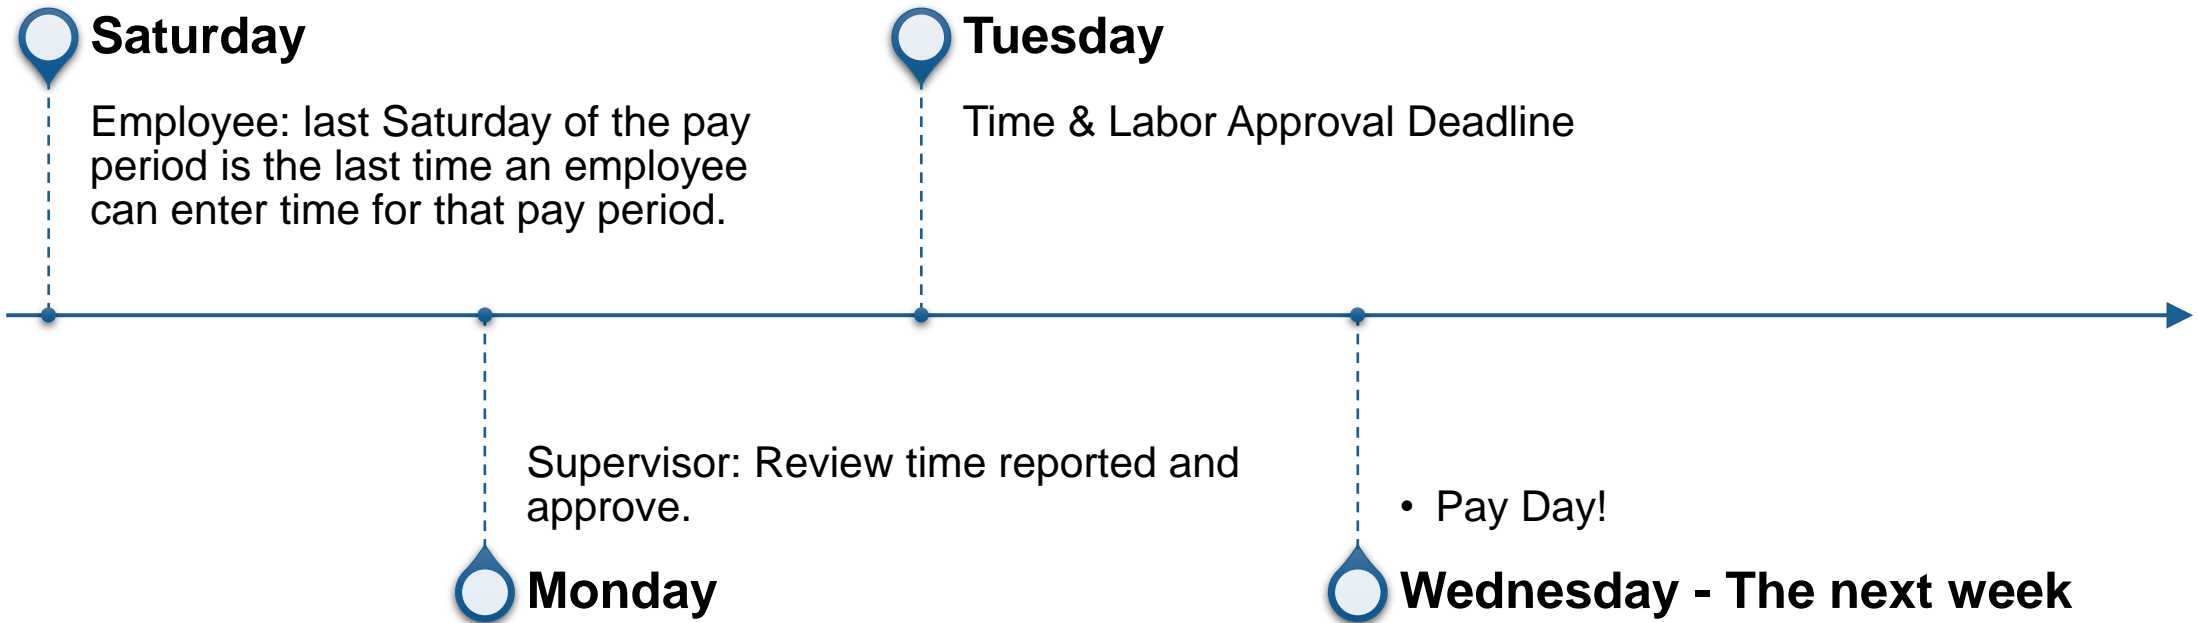 Saturday
Employee: last Saturday of the pay
period is the last time an employee
can enter time for that pay period.
Tuesday
Time & Labor Approval Deadline
Supervisor: Review time reported and
approve.
Monday
• Pay Day!
Wednesday - The next week